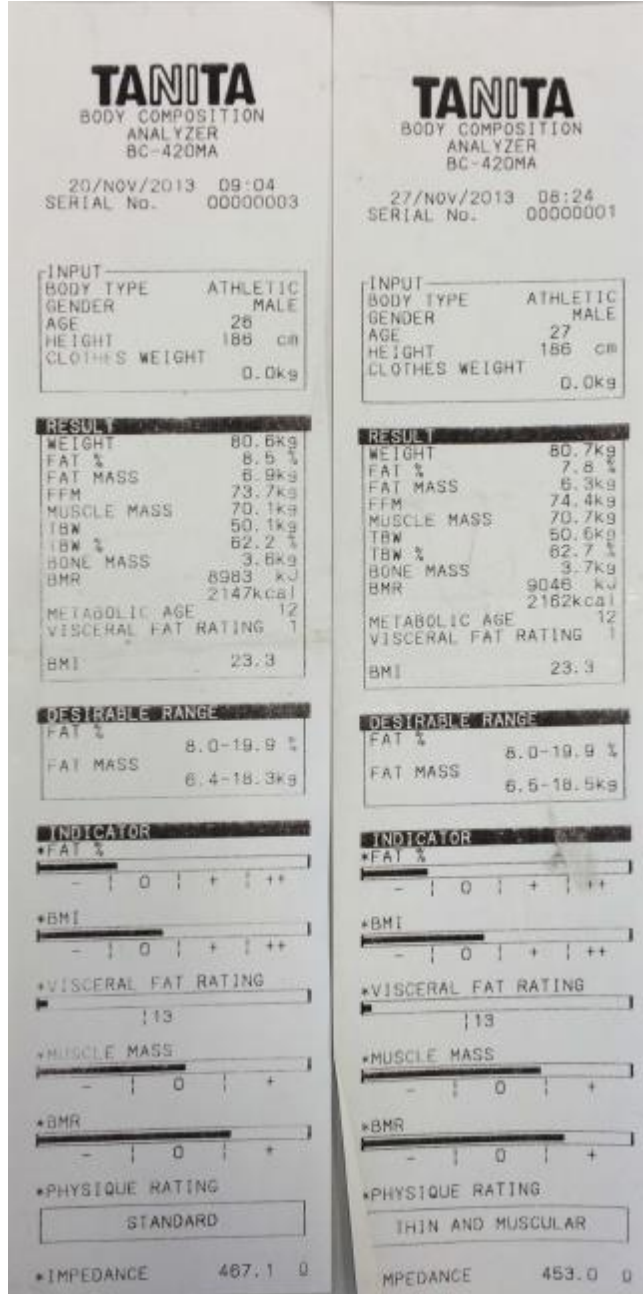 TANITA
BODY COMPOSITION
ANALYZER
BC-420MA
20/NOV/2013 09:04
SERIAL No. 00000003
INPUT
BODY TYPE ATHLETIC
GENDER MALE
AGE 26
HEIGHT 186 cm
CLOTHES WEIGHT
0.0kg
RESULT
WEIGHT 80.6kg
FAT % 8.5 %
FAT MASS 6.9kg
FFM 73.7kg
MUSCLE MASS 70.1kg
TBW 50.1kg
TBW % 62.2 %
BONE MASS 3.6kg
BMR 8983 kJ
2147kcal
METABOLIC AGE 12
VISCERAL FAT RATING 1
BMI 23.3
DESIRABLE RANGE
FAT %
8.0-19.9 %
FAT MASS
6.4-18.3kg
INDICATOR
*FAT %
- | 0 | + | ++
*BMI
- | 0 | + | ++
*VISCERAL FAT RATING
|13
*MUSCLE MASS
- | 0 | +
*BMR
- | 0 | +
*PHYSIQUE RATING
STANDARD
*IMPEDANCE 467.1 Ω
TANITA
BODY COMPOSITION
ANALYZER
BC-420MA
27/NOV/2013 08:24
SERIAL No. 00000001
INPUT
BODY TYPE ATHLETIC
GENDER MALE
AGE 27
HEIGHT 186 cm
CLOTHES WEIGHT
0.0kg
RESULT
WEIGHT 80.7kg
FAT % 7.8 %
FAT MASS 6.3kg
FFM 74.4kg
MUSCLE MASS 70.7kg
TBW 50.6kg
TBW % 62.7 %
BONE MASS 3.7kg
BMR 9046 kJ
2162kcal
METABOLIC AGE 12
VISCERAL FAT RATING 1
BMI 23.3
DESIRABLE RANGE
FAT %
8.0-19.9 %
FAT MASS
6.5-18.5kg
INDICATOR
*FAT %
- | 0 | + | ++
*BMI
- | 0 | + | ++
*VISCERAL FAT RATING
|13
*MUSCLE MASS
- | 0 | +
*BMR
- | 0 | +
*PHYSIQUE RATING
THIN AND MUSCULAR
MPEDANCE 453.0 Ω